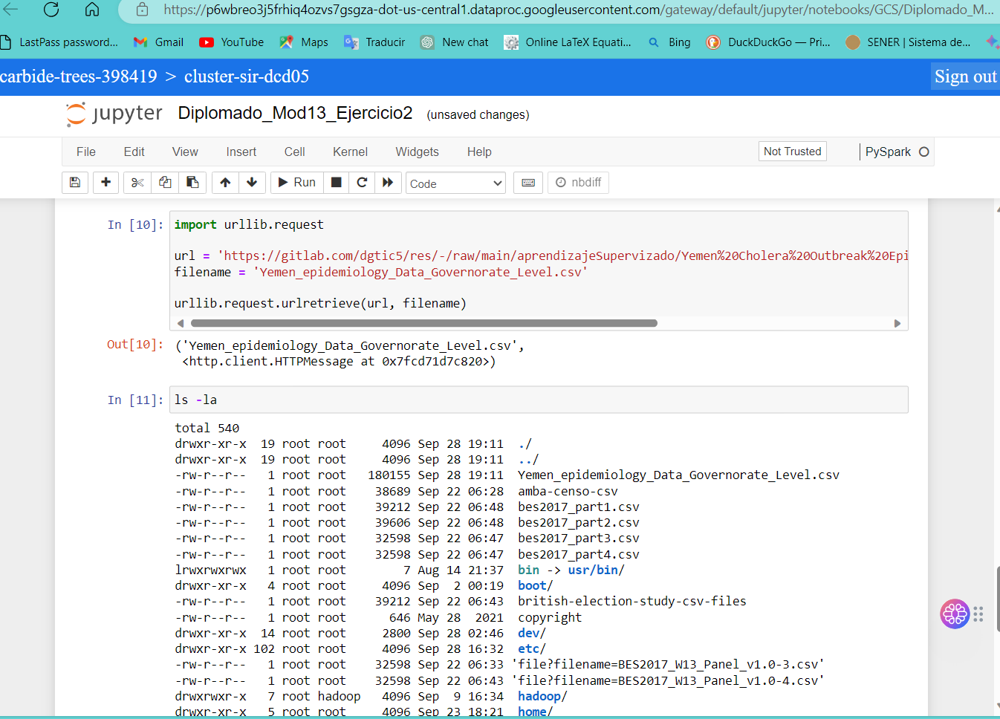 https://p6wbreo3j5frhiq4ozvs7gsgza-dot-us-central1.dataproc.googleusercontent.com/gateway/default/jupyter/notebooks/GCS/Diplomado_M...
LastPass password... Gmail YouTube Maps Traducir New chat Online LaTeX Equati... Bing DuckDuckGo — Pri... SENER | Sistema de...
carbide-trees-398419 > cluster-sir-dcd05 Sign out
jupyter Diplomado_Mod13_Ejercicio2 (unsaved changes)
File Edit View Insert Cell Kernel Widgets Help Not Trusted PySpark
Run Code nbdiff
In [10]: import urllib.request
url = 'https://gitlab.com/dgtic5/res/-/raw/main/aprendizajeSupervizado/Yemen%20Cholera%20Outbreak%20Epi
filename = 'Yemen_epidemiology_Data_Governorate_Level.csv'
urllib.request.urlretrieve(url, filename)
Out[10]: ('Yemen_epidemiology_Data_Governorate_Level.csv',
<http.client.HTTPMessage at 0x7fcd71d7c820>)
In [11]: ls -la
total 540
drwxr-xr-x 19 root root 4096 Sep 28 19:11 ./
drwxr-xr-x 19 root root 4096 Sep 28 19:11 ../
-rw-r--r-- 1 root root 180155 Sep 28 19:11 Yemen_epidemiology_Data_Governorate_Level.csv
-rw-r--r-- 1 root root 38689 Sep 22 06:28 amba-censo-csv
-rw-r--r-- 1 root root 39212 Sep 22 06:48 bes2017_part1.csv
-rw-r--r-- 1 root root 39606 Sep 22 06:48 bes2017_part2.csv
-rw-r--r-- 1 root root 32598 Sep 22 06:47 bes2017_part3.csv
-rw-r--r-- 1 root root 32598 Sep 22 06:47 bes2017_part4.csv
lrwxrwxrwx 1 root root 7 Aug 14 21:37 bin -> usr/bin/
drwxr-xr-x 4 root root 4096 Sep 2 00:19 boot/
-rw-r--r-- 1 root root 39212 Sep 22 06:43 british-election-study-csv-files
-rw-r--r-- 1 root root 646 May 28 2021 copyright
drwxr-xr-x 14 root root 2800 Sep 28 02:46 dev/
drwxr-xr-x 102 root root 4096 Sep 28 16:32 etc/
-rw-r--r-- 1 root root 32598 Sep 22 06:33 'file?filename=BES2017_W13_Panel_v1.0-3.csv'
-rw-r--r-- 1 root root 32598 Sep 22 06:43 'file?filename=BES2017_W13_Panel_v1.0-4.csv'
drwxrwxr-x 7 root hadoop 4096 Sep 9 16:34 hadoop/
drwxr-xr-x 5 root root 4096 Sep 23 18:21 home/